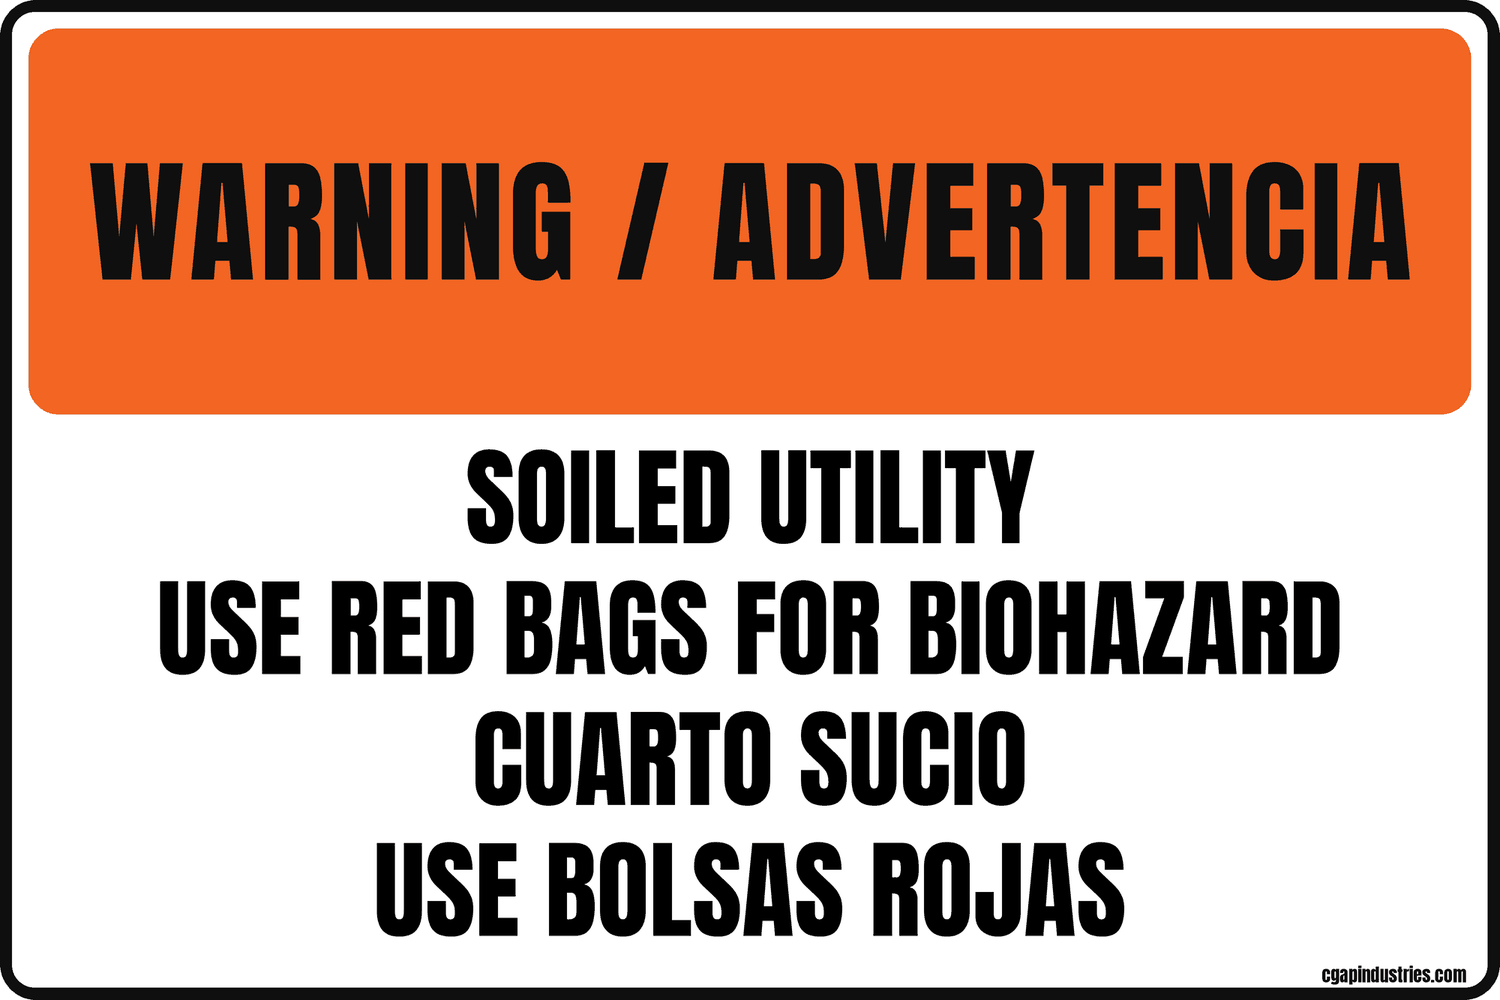 WARNING / ADVERTENCIA
SOILED UTILITY
USE RED BAGS FOR BIOHAZARD
CUARTO SUCIO
USE BOLSAS ROJAS
cgapindustries.com